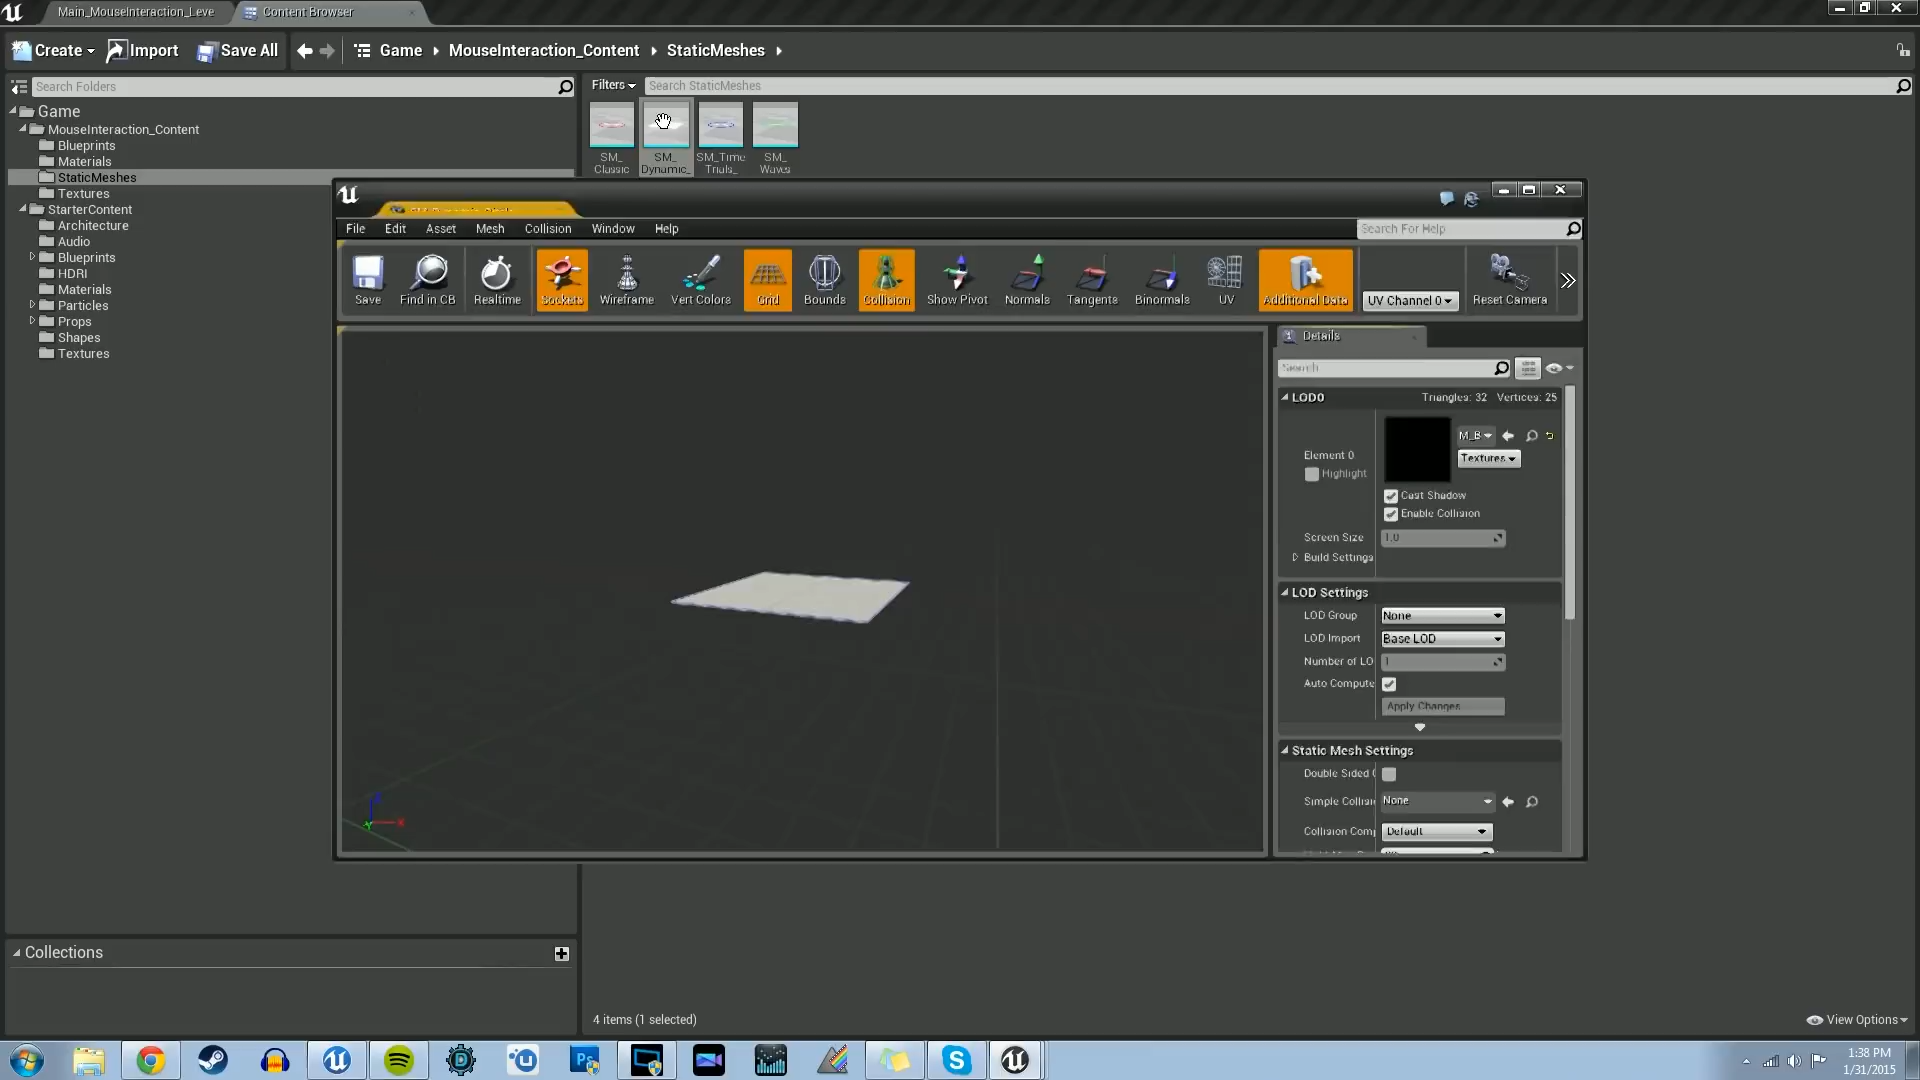 Main_MouseInteraction_Leve
Content Browser
Create
Import
Save All
Game
MouseInteraction_Content
StaticMeshes
Search Folders
Filters
Search StaticMeshes
Game
MouseInteraction_Content
Blueprints
Materials
StaticMeshes
Textures
StarterContent
Architecture
Audio
Blueprints
HDRI
Materials
Particles
Props
Shapes
Textures
SM_
Classic
SM_
Dynamic_
SM_Time
Trials_
SM_
Waves
File
Edit
Asset
Mesh
Collision
Window
Help
Search For Help
Save
Find in CB
Realtime
Sockets
Wireframe
Vert Colors
Grid
Bounds
Collision
Show Pivot
Normals
Tangents
Binormals
UV
Additional Data
UV Channel 0
Reset Camera
Details
Search
LOD0
Triangles: 32 Vertices: 25
Element 0
Highlight
M_B
Textures
Cast Shadow
Enable Collision
Screen Size
1.0
Build Settings
LOD Settings
LOD Group
None
LOD Import
Base LOD
Number of LO
1
Auto Compute
Apply Changes
Static Mesh Settings
Double Sided
Simple Collisi
None
Collision Comp
Default
Z
X
Y
Collections
4 items (1 selected)
View Options
Ps
1:38 PM
1/31/2015